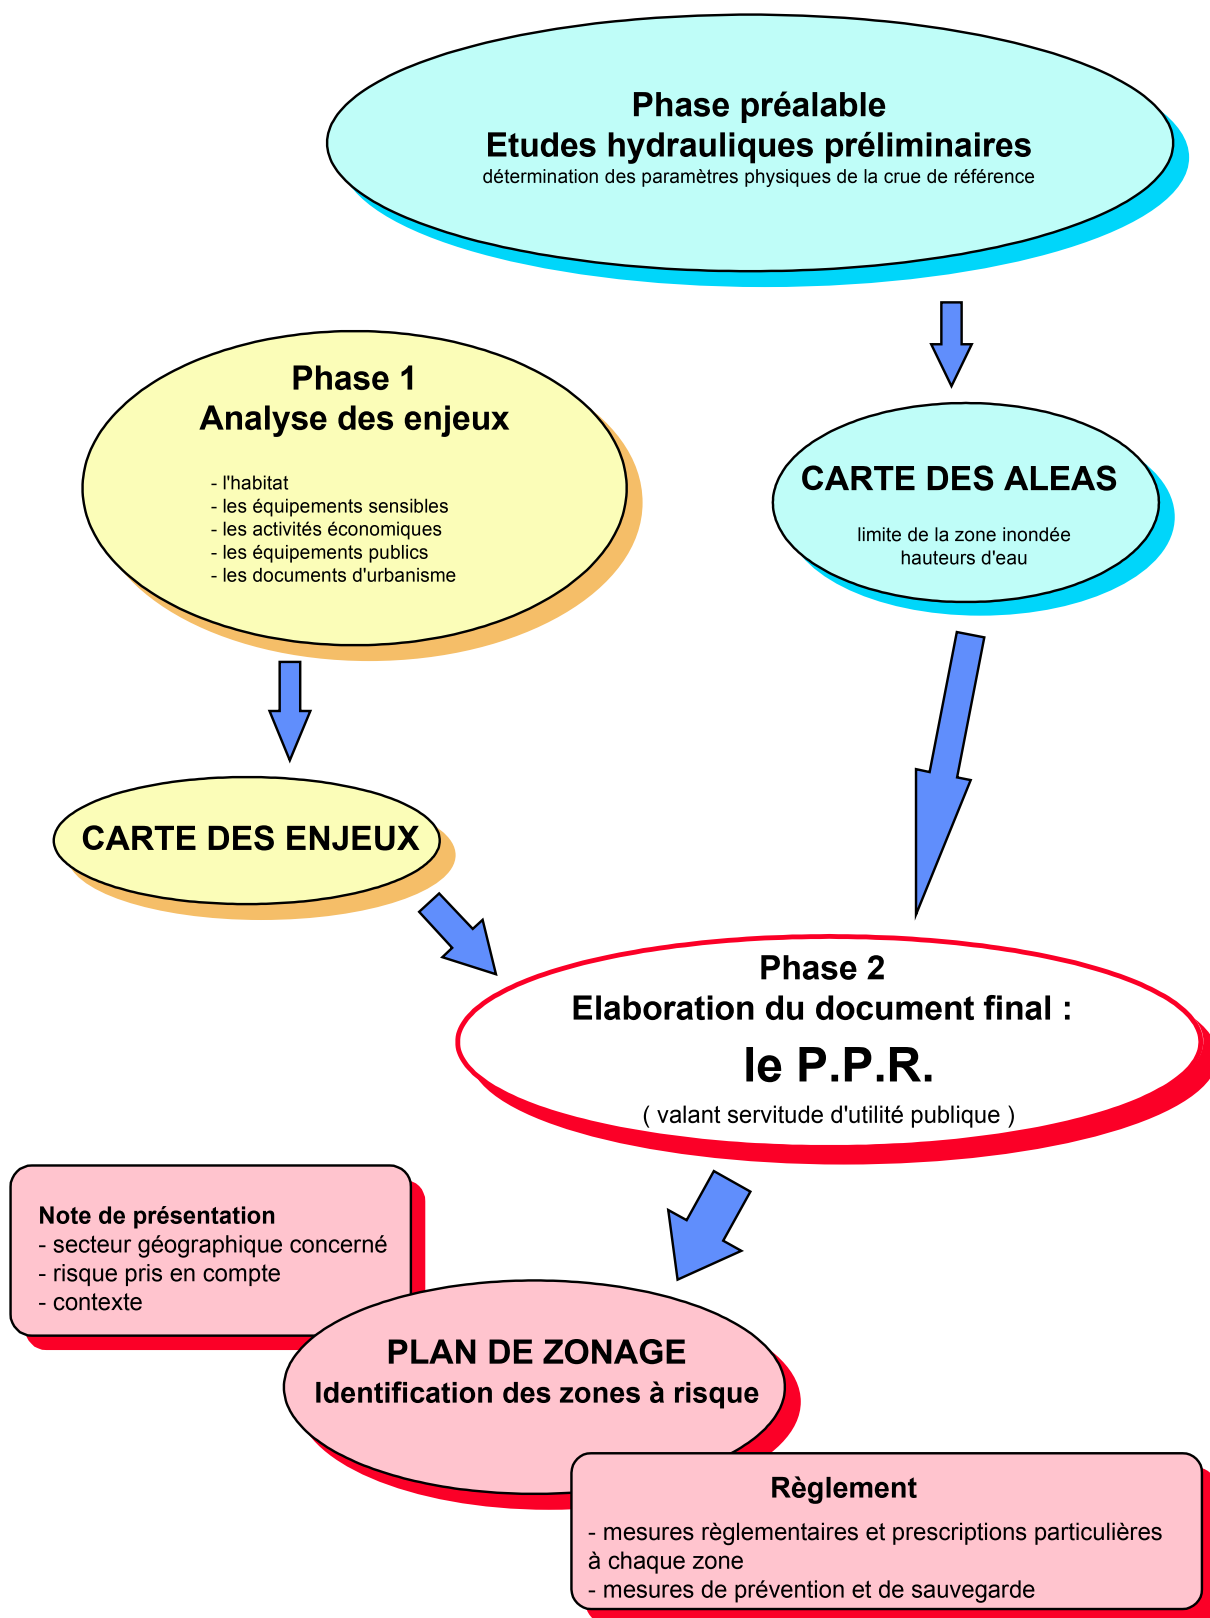 Phase préalable
Etudes hydrauliques préliminaires
détermination des paramètres physiques de la crue de référence
Phase 1
Analyse des enjeux
- l'habitat
- les équipements sensibles
- les activités économiques
- les équipements publics
- les documents d'urbanisme
CARTE DES ALEAS
limite de la zone inondée
hauteurs d'eau
CARTE DES ENJEUX
Phase 2
Elaboration du document final :
le P.P.R.
( valant servitude d'utilité publique )
Note de présentation
- secteur géographique concerné
- risque pris en compte
- contexte
PLAN DE ZONAGE
Identification des zones à risque
Règlement
- mesures règlementaires et prescriptions particulières
à chaque zone
- mesures de prévention et de sauvegarde